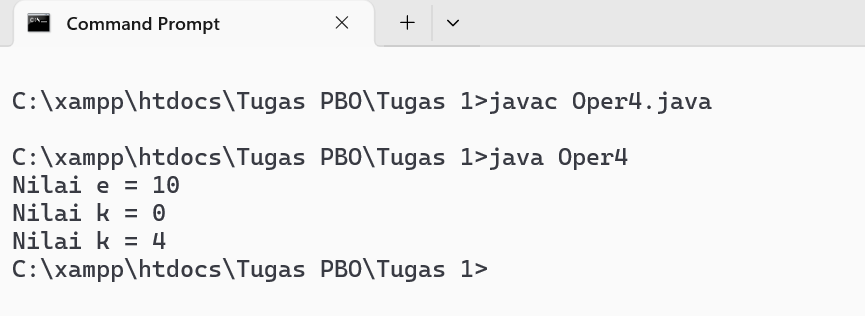 Command Prompt
C:\xampp\htdocs\Tugas PBO\Tugas 1>javac Oper4.java
C:\xampp\htdocs\Tugas PBO\Tugas 1>java Oper4
Nilai e = 10
Nilai k = 0
Nilai k = 4
C:\xampp\htdocs\Tugas PBO\Tugas 1>